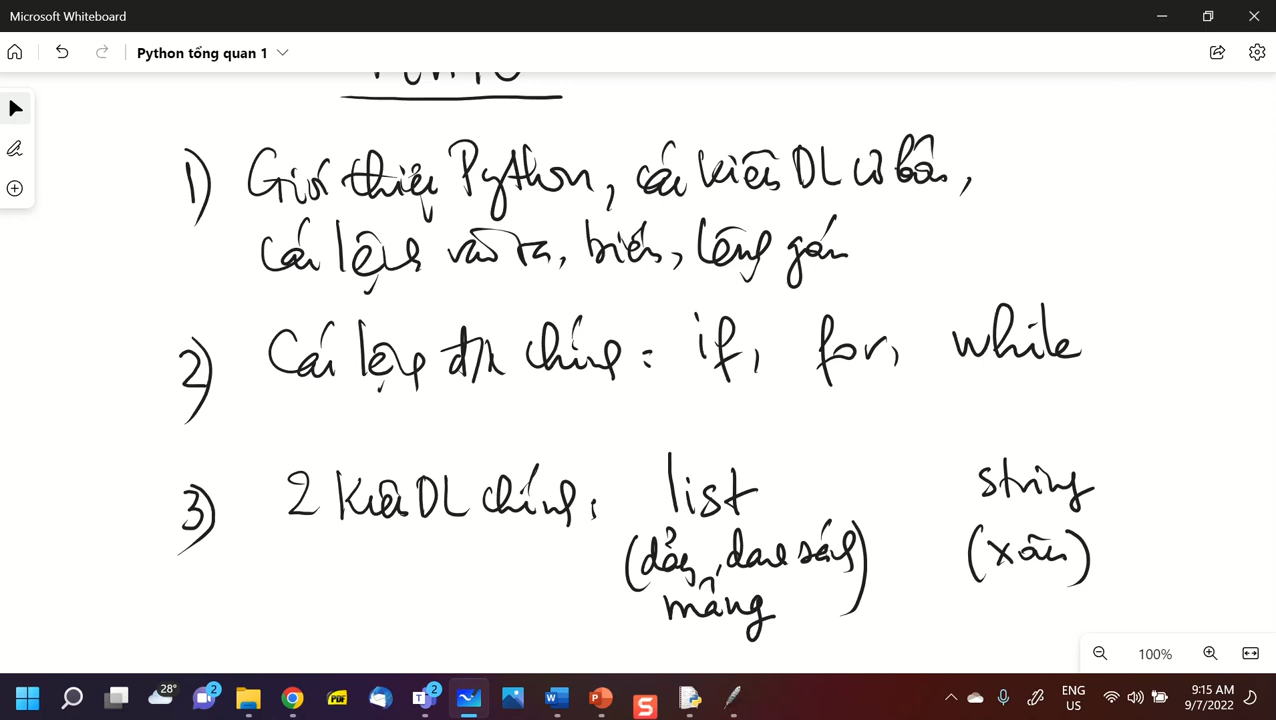 Microsoft Whiteboard
Python tổng quan 1
1) Giới thiệu Python, các kiểu DL cơ bản,
các lệnh vào ra, biến, lệnh gán
2) Các lệnh đ/k chính: if, for, while
3) 2 kiểu DL chính: list string
(dãy, danh sách, (xâu)
mảng)
100%
28°
2
2
ENG
US
9:15 AM
9/7/2022